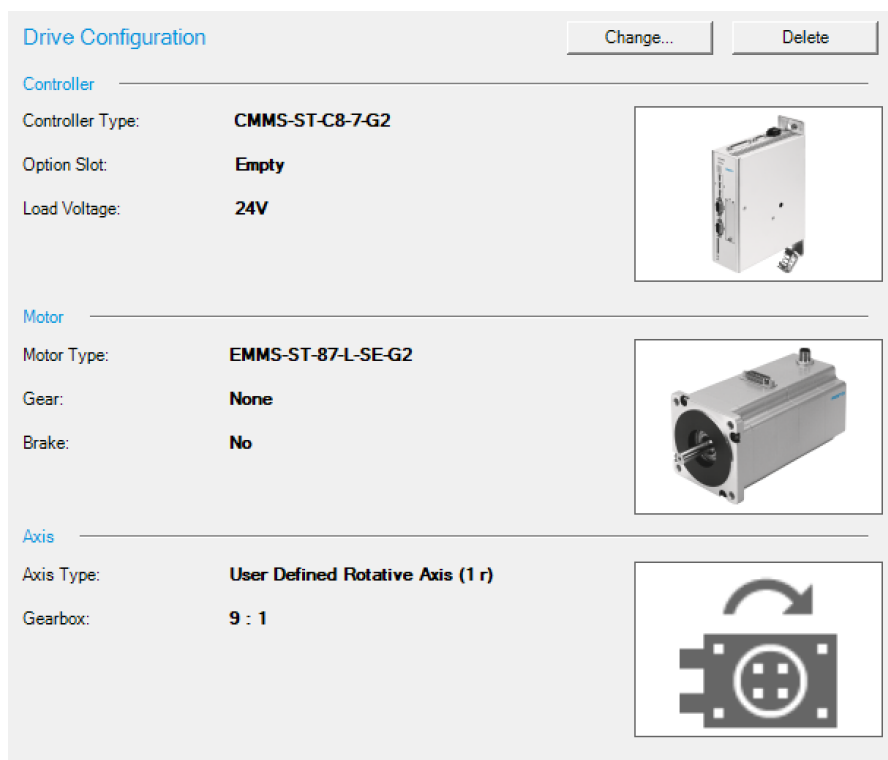 Drive Configuration Change... Delete
Controller
Controller Type: CMMS-ST-C8-7-G2
Option Slot: Empty
Load Voltage: 24V
Motor
Motor Type: EMMS-ST-87-L-SE-G2
Gear: None
Brake: No
Axis
Axis Type: User Defined Rotative Axis (1 r)
Gearbox: 9 : 1